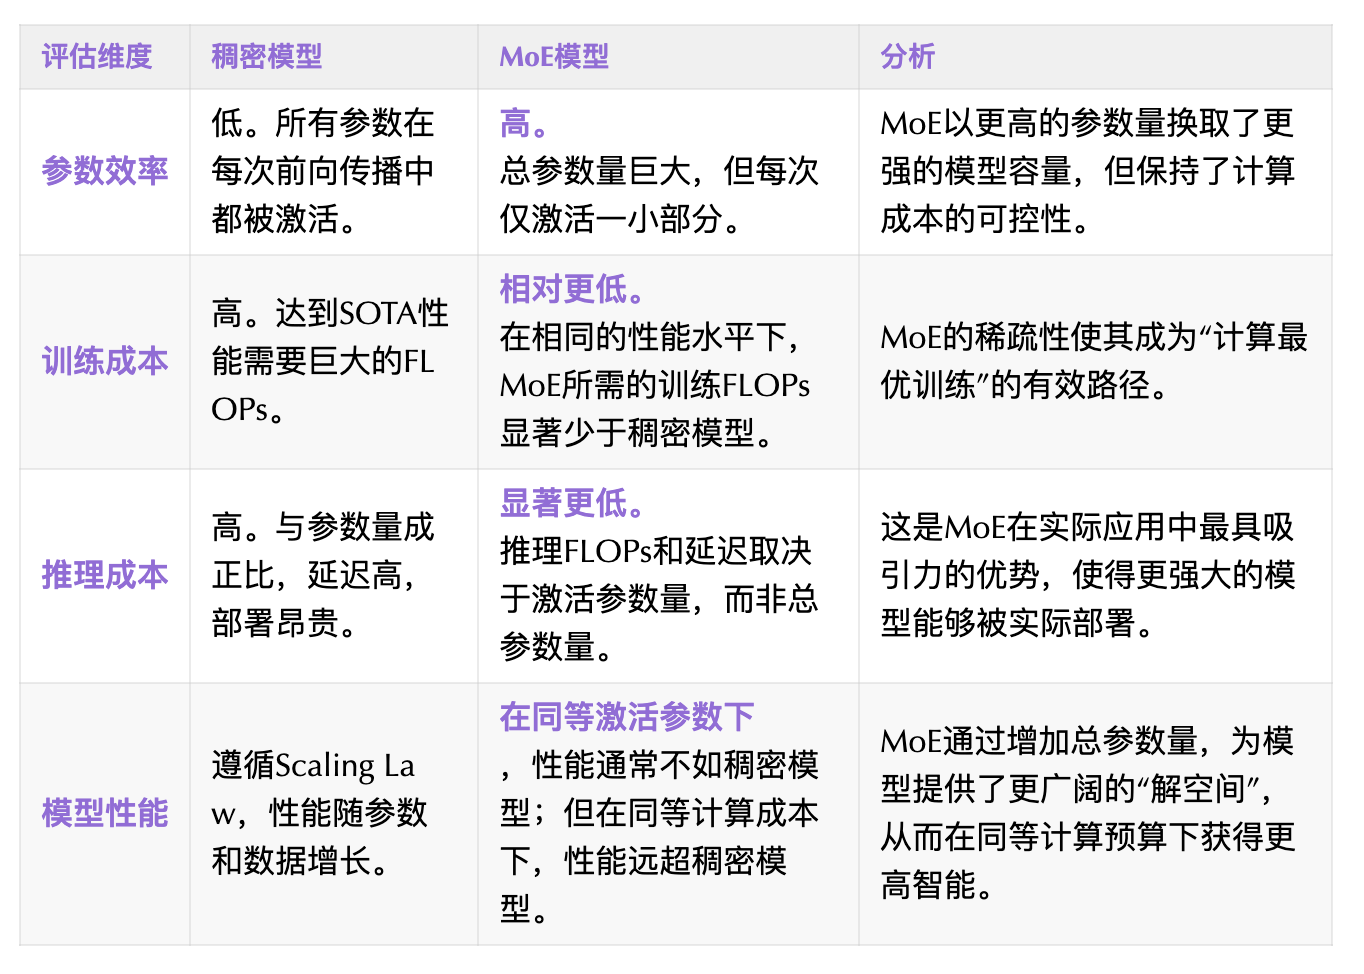 评估维度
稠密模型
MoE模型
分析
参数效率
低。所有参数在
每次前向传播中
都被激活。
高。
总参数量巨大，但每次
仅激活一小部分。
MoE以更高的参数量换取了更
强的模型容量，但保持了计算
成本的可控性。
训练成本
高。达到SOTA性
能需要巨大的FL
OPs。
相对更低。
在相同的性能水平下，
MoE所需的训练FLOPs
显著少于稠密模型。
MoE的稀疏性使其成为“计算最
优训练”的有效路径。
推理成本
高。与参数量成
正比，延迟高，
部署昂贵。
显著更低。
推理FLOPs和延迟取决
于激活参数量，而非总
参数量。
这是MoE在实际应用中最具吸
引力的优势，使得更强大的模
型能够被实际部署。
模型性能
遵循Scaling La
w，性能随参数
和数据增长。
在同等激活参数下
，性能通常不如稠密模
型；但在同等计算成本
下，性能远超稠密模
型。
MoE通过增加总参数量，为模
型提供了更广阔的“解空间”，
从而在同等计算预算下获得更
高智能。